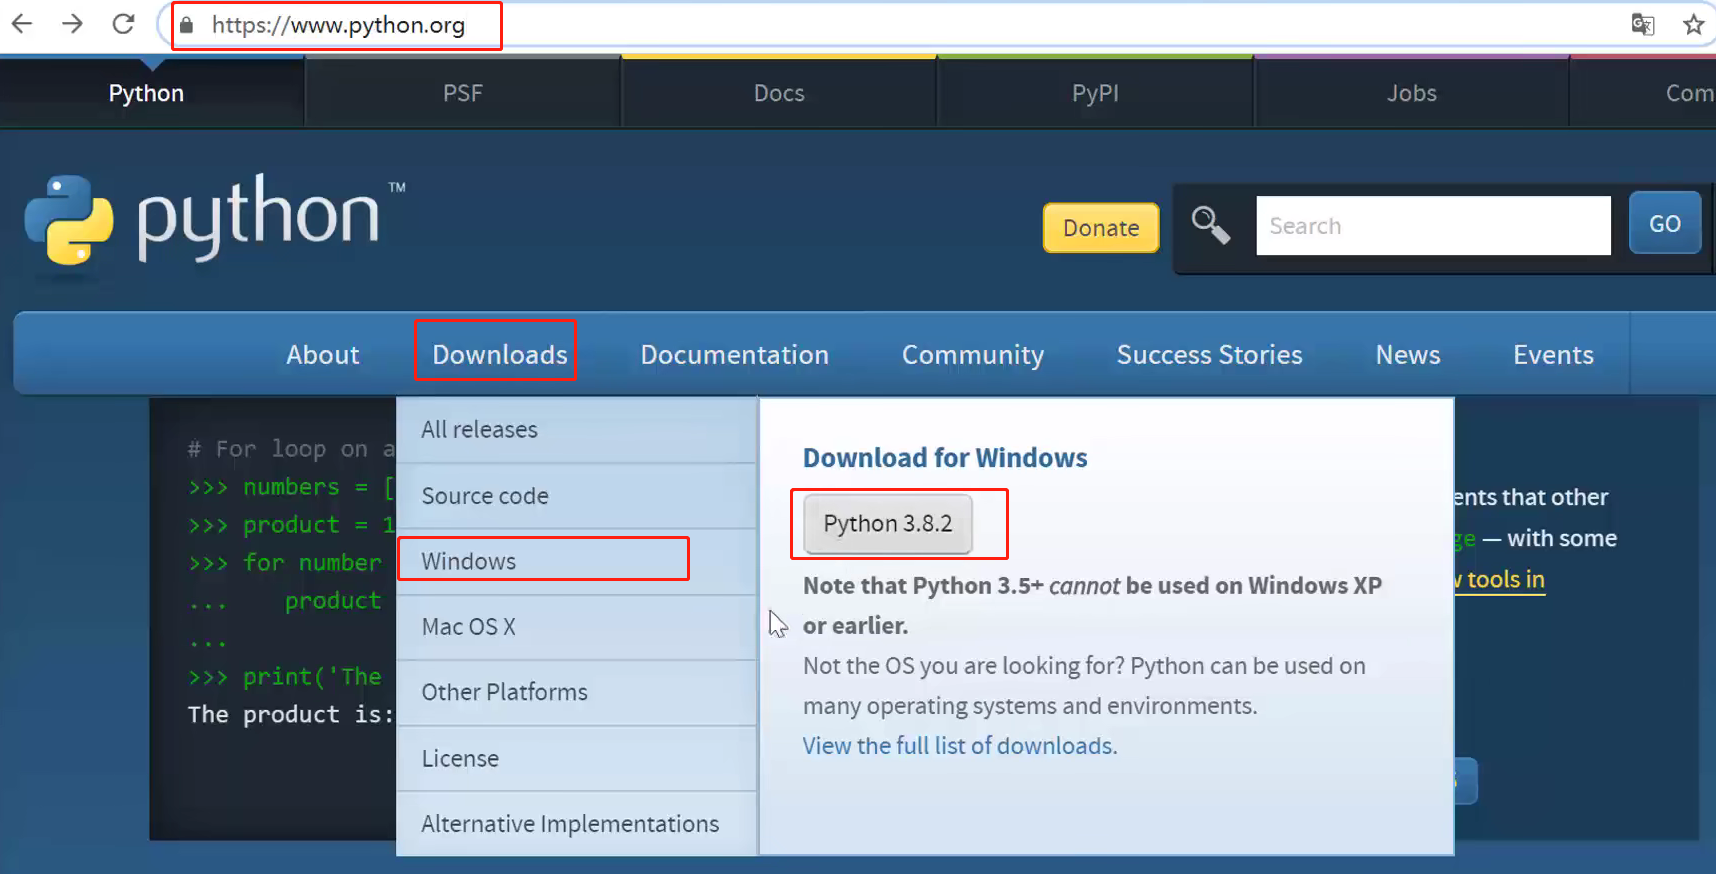 https://www.python.org
Python PSF Docs PyPI Jobs Com
python™
Donate Search GO
About Downloads Documentation Community Success Stories News Events
# For loop on a
>>> numbers = [
>>> product = 1
>>> for number
... product
...
>>> print('The
The product is:
All releases
Source code
Windows
Mac OS X
Other Platforms
License
Alternative Implementations
Download for Windows
Python 3.8.2
Note that Python 3.5+ cannot be used on Windows XP
or earlier.
Not the OS you are looking for? Python can be used on
many operating systems and environments.
View the full list of downloads.
ents that other
ge — with some
tools in